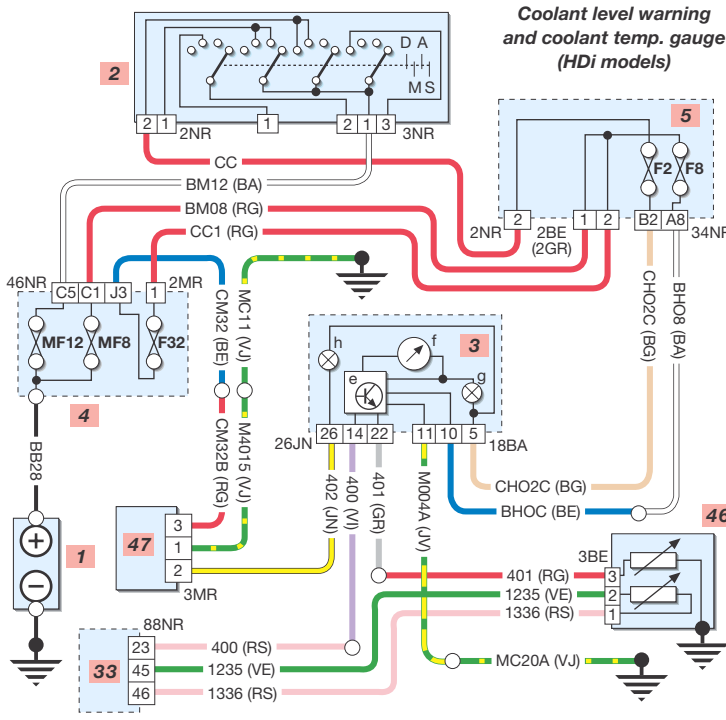 Coolant level warning
and coolant temp. gauge
(HDi models)
2
D A
M S
2 1
1
2 1 3
2NR
3NR
5
F2
F8
CC
BM12 (BA)
BM08 (RG)
CC1 (RG)
2
1 2
B2 A8
2NR
2BE
(2GR)
34NR
46NR
C5 C1 J3
1
2MR
MF12
MF8
F32
4
CM32 (BE)
MC11 (VJ)
CHO2C (BG)
BHO8 (BA)
h
f
3
e
g
26JN
26 14 22
11 10 5
18BA
BB28
CM32B (RG)
M4015 (VJ)
402 (JN)
400 (VI)
401 (GR)
M004A (JV)
CHO2C (BG)
BHOC (BE)
1
+
−
47
3
1
2
3MR
46
3BE
3
2
1
401 (RG)
1235 (VE)
1336 (RS)
88NR
33
23
45
46
400 (RS)
1235 (VE)
1336 (RS)
MC20A (VJ)